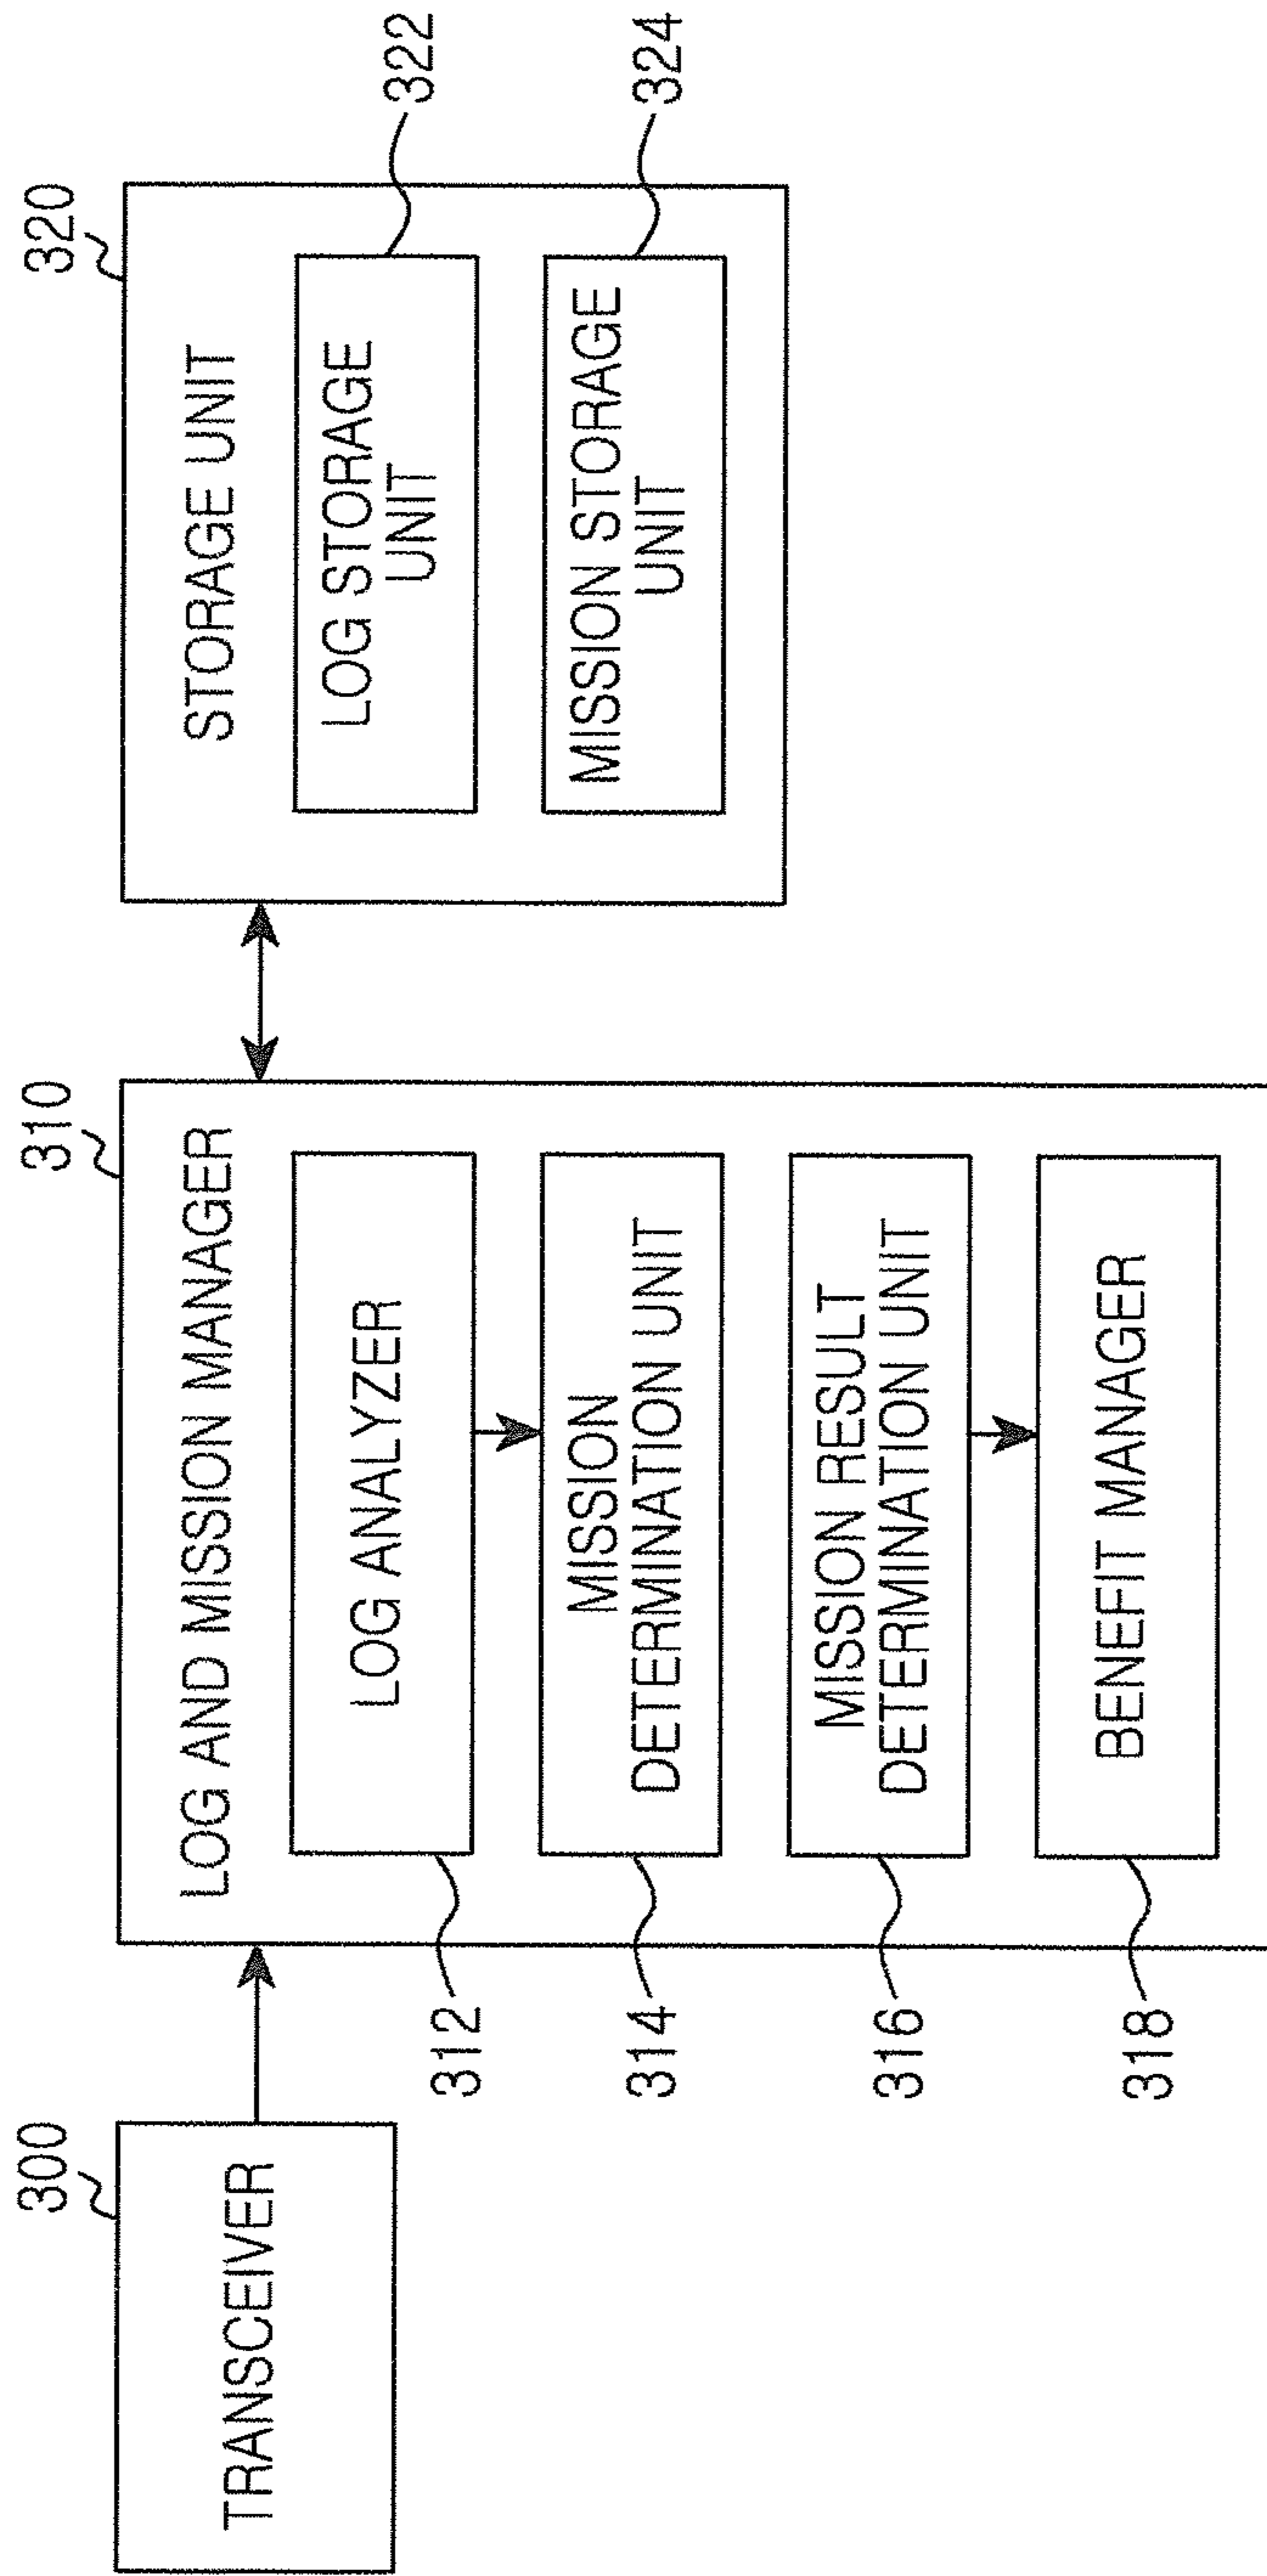 300
TRANSCEIVER
310
LOG AND MISSION MANAGER
LOG ANALYZER
312
MISSION
DETERMINATION UNIT
314
MISSION RESULT
DETERMINATION UNIT
316
BENEFIT MANAGER
318
320
STORAGE UNIT
LOG STORAGE
UNIT
322
MISSION STORAGE
UNIT
324